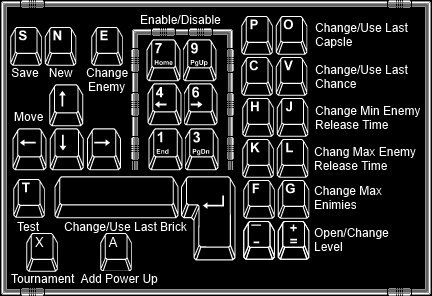 Enable/Disable
S N E
Save New Change
Enemy
7 Home 9 PgUp
4 6
1 End 3 PgDn
Move
P O Change/Use Last
Capsle
C V Change/Use Last
Chance
H J Change Min Enemy
Release Time
K L Chang Max Enemy
Release Time
F G Change Max
Enimies
- + = Open/Change
Level
T
Test Change/Use Last Brick
X A
Tournament Add Power Up